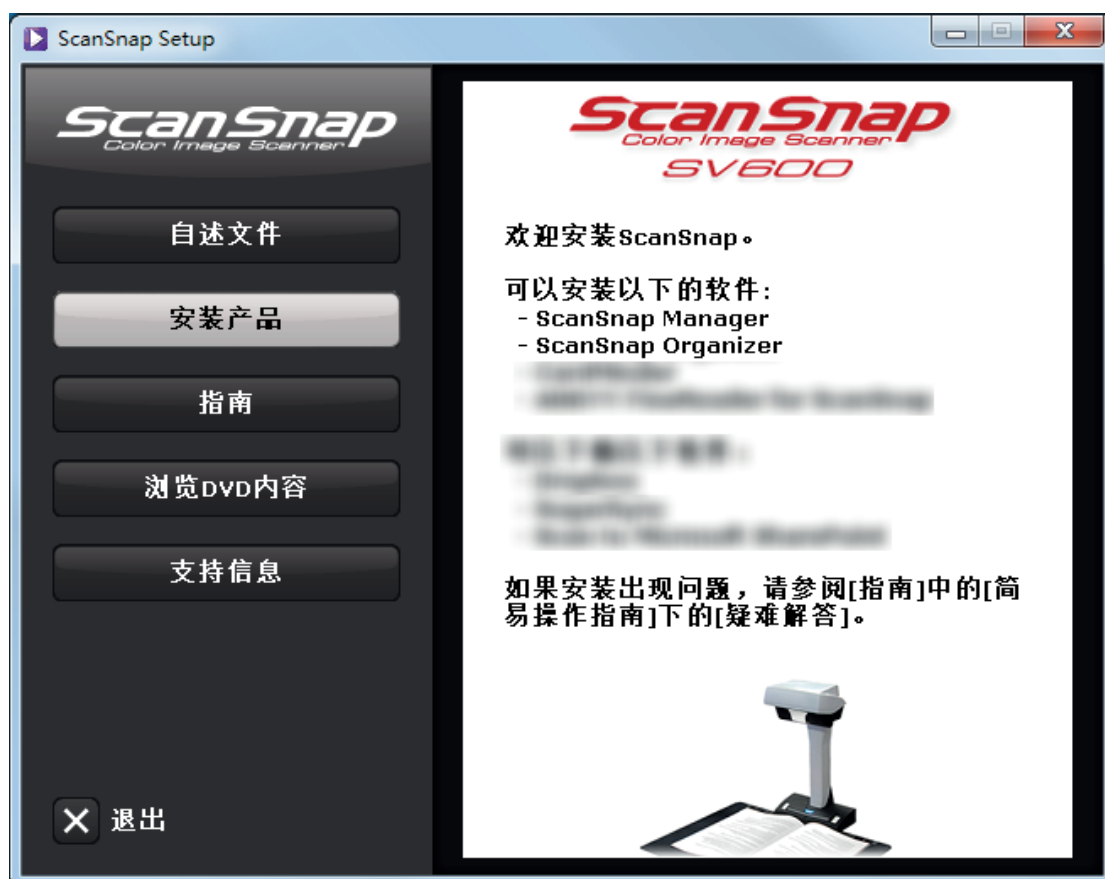 ScanSnap Setup
ScanSnap
Color Image Scanner
自述文件
安装产品
指南
浏览DVD内容
支持信息
退出
ScanSnap
Color Image Scanner
SV600
欢迎安装ScanSnap。
可以安装以下的软件:
- ScanSnap Manager
- ScanSnap Organizer
如果安装出现问题，请参阅[指南]中的[简
易操作指南]下的[疑难解答]。